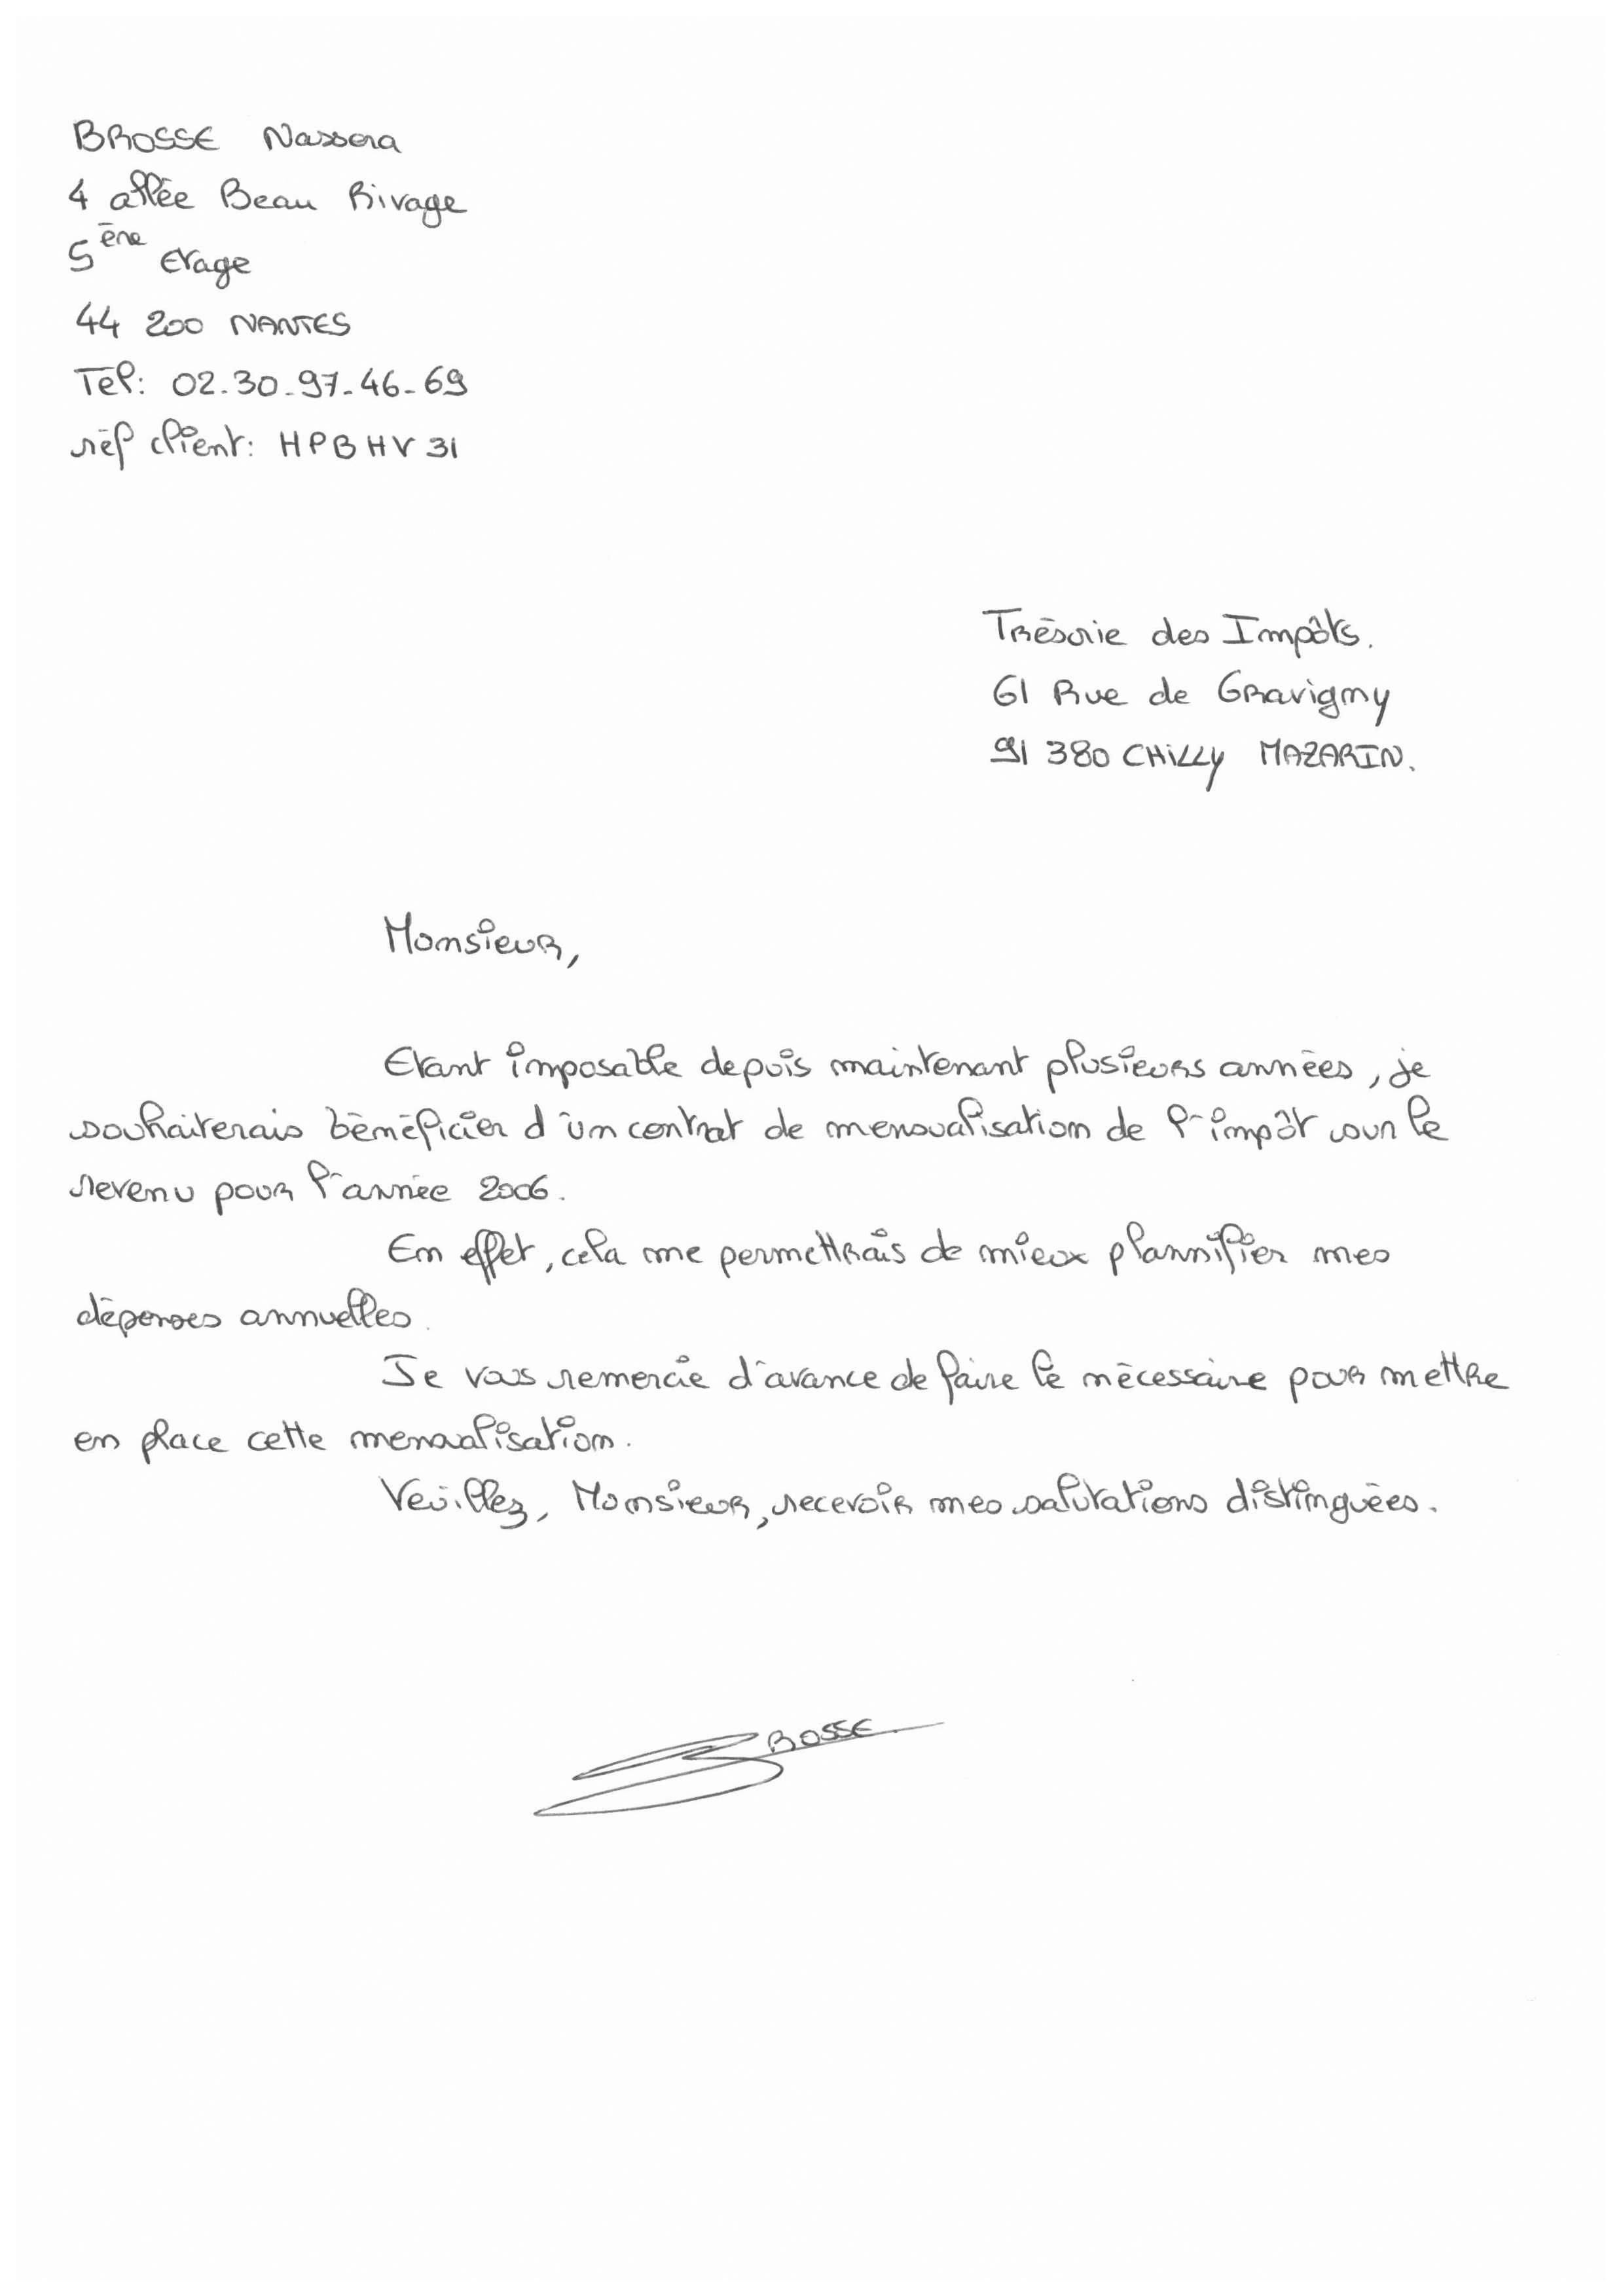 BROSSE Nassera
4 allée Beau Rivage
5ème Etage
44 200 NANTES
Tél: 02.30.97.46.69
réf client: HPBHV31
Trésorie des Impôts.
61 Rue de Gravigny
91 380 CHILLY MAZARIN.
Monsieur,
Etant imposable depuis maintenant plusieurs années, je
souhaiterais bénéficier d'un contrat de mensualisation de l'impôt sur le
revenu pour l'année 2006.
En effet, cela me permettrais de mieux plannifier mes
dépenses annuelles.
Je vous remercie d'avance de faire le nécessaire pour mettre
en place cette mensualisation.
Veuillez, Monsieur, recevoir mes salutations distinguées.
BROSSE